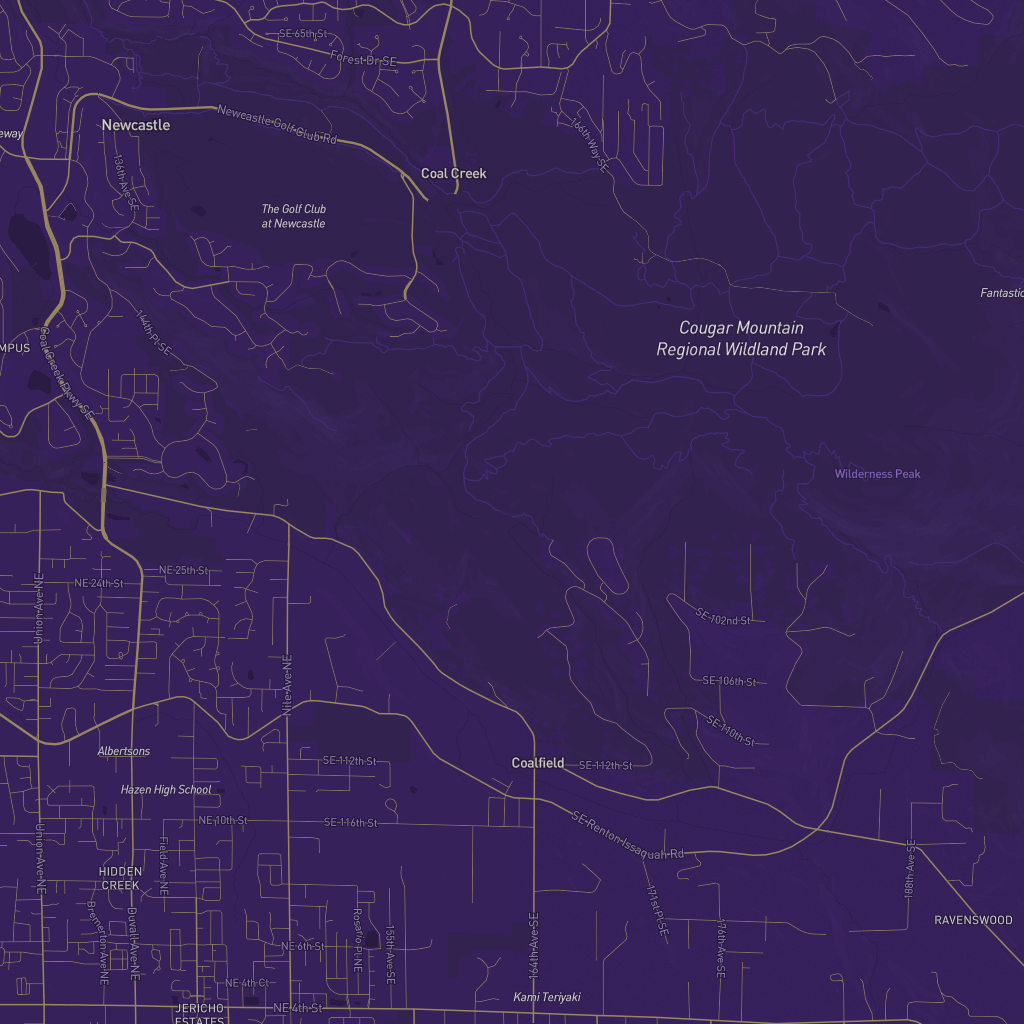 SE 65th St
Forest Dr SE
Newcastle Golf Club Rd
Newcastle
eway
166th Way SE
136th Ave SE
Coal Creek
The Golf Club
at Newcastle
Fantastic
Cougar Mountain
Regional Wildland Park
144th Pl SE
MPUS
Coal Creek Pkwy SE
Wilderness Peak
NE 25th St
NE 24th St
Union Ave NE
SE 102nd St
Nile Ave NE
SE 106th St
SE 110th St
Albertsons
SE 112th St
Coalfield
SE 112th St
Hazen High School
NE 10th St
SE 116th St
SE Renton Issaquah Rd
Union Ave NE
Field Ave NE
HIDDEN
CREEK
188th Ave SE
Bremerton Ave NE
Duvall Ave NE
Rosario Pl NE
155th Ave SE
164th Ave SE
171st Pl SE
176th Ave SE
RAVENSWOOD
NE 6th St
NE 4th Ct
Kami Teriyaki
JERICHO
ESTATES
NE 4th St